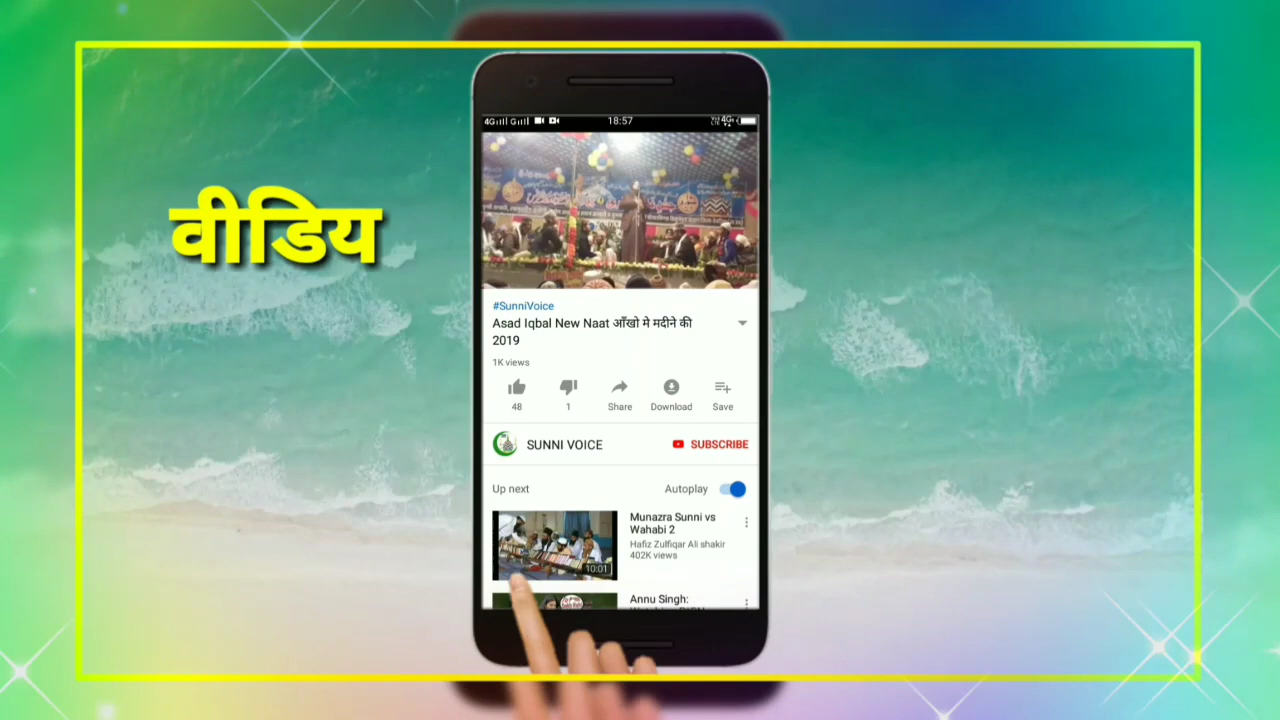 वीडिय
4G G 18:57 4G
#SunniVoice
Asad Iqbal New Naat आँखो मे मदीने की
2019
1K views
48 1 Share Download Save
SUNNI VOICE SUBSCRIBE
Up next Autoplay
Munazra Sunni vs
Wahabi 2
Hafiz Zulfiqar Ali shakir
402K views
10:01
Annu Singh: